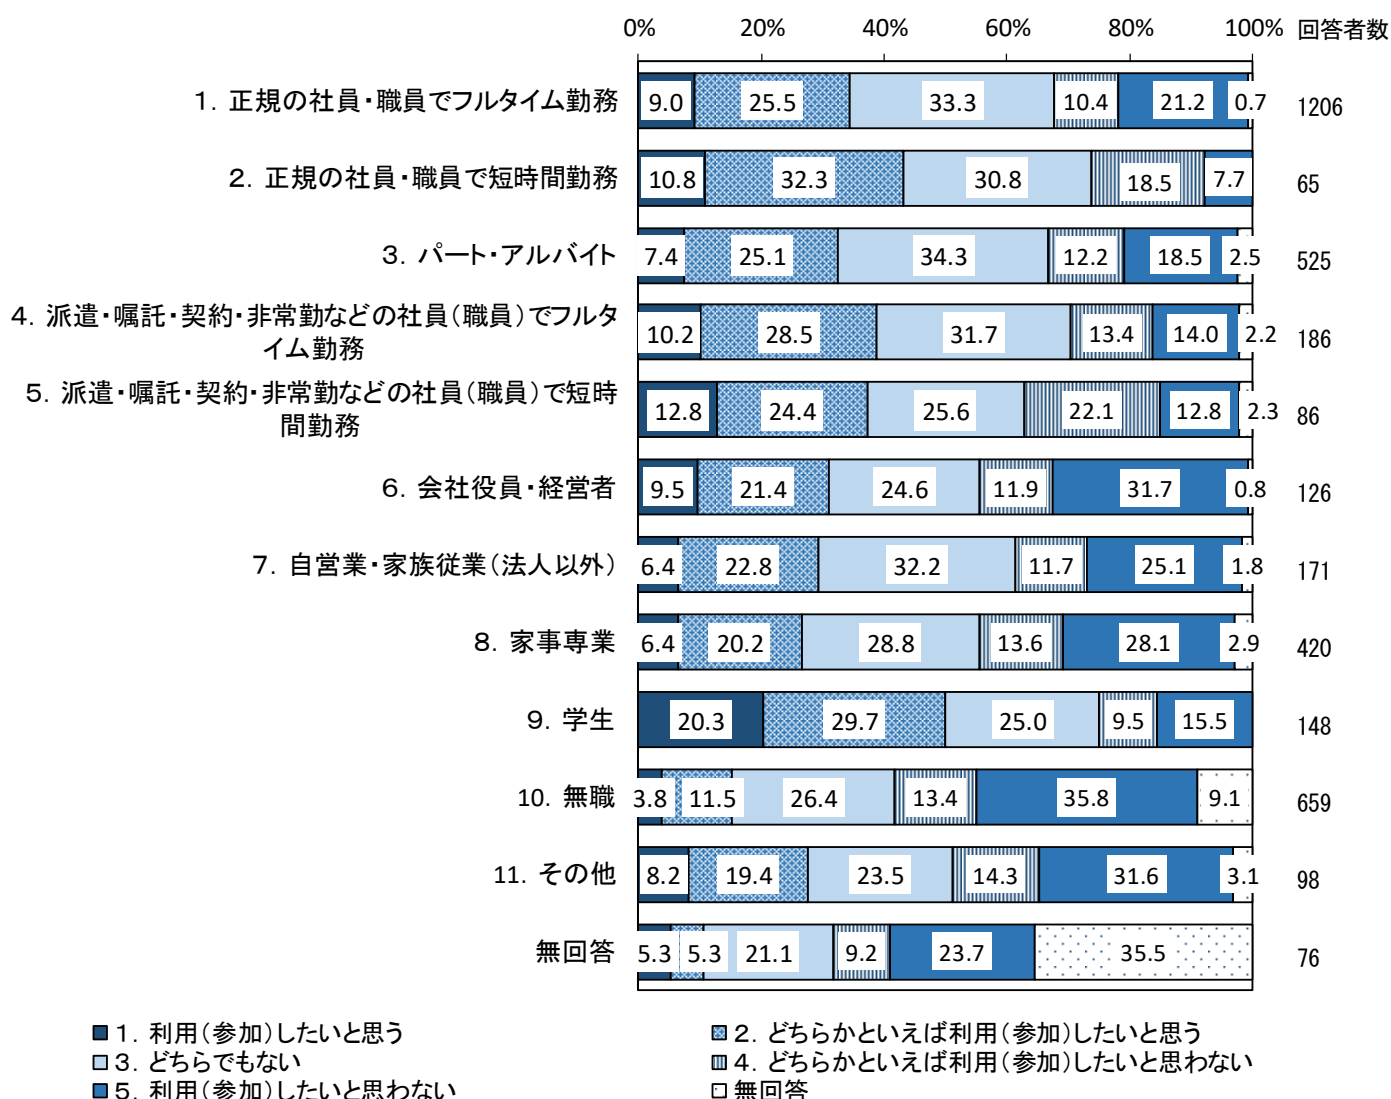 0% 20% 40% 60% 80% 100% 回答者数
1．正規の社員・職員でフルタイム勤務 9.0 25.5 33.3 10.4 21.2 0.7 1206
2．正規の社員・職員で短時間勤務 10.8 32.3 30.8 18.5 7.7 65
3．パート・アルバイト 7.4 25.1 34.3 12.2 18.5 2.5 525
4．派遣・嘱託・契約・非常勤などの社員（職員）でフルタ
イム勤務 10.2 28.5 31.7 13.4 14.0 2.2 186
5．派遣・嘱託・契約・非常勤などの社員（職員）で短時
間勤務 12.8 24.4 25.6 22.1 12.8 2.3 86
6．会社役員・経営者 9.5 21.4 24.6 11.9 31.7 0.8 126
7．自営業・家族従業（法人以外） 6.4 22.8 32.2 11.7 25.1 1.8 171
8．家事専業 6.4 20.2 28.8 13.6 28.1 2.9 420
9．学生 20.3 29.7 25.0 9.5 15.5 148
10．無職 3.8 11.5 26.4 13.4 35.8 9.1 659
11．その他 8.2 19.4 23.5 14.3 31.6 3.1 98
無回答 5.3 5.3 21.1 9.2 23.7 35.5 76
1．利用（参加）したいと思う 2．どちらかといえば利用（参加）したいと思う
3．どちらでもない 4．どちらかといえば利用（参加）したいと思わない
5．利用（参加）したいと思わない 無回答